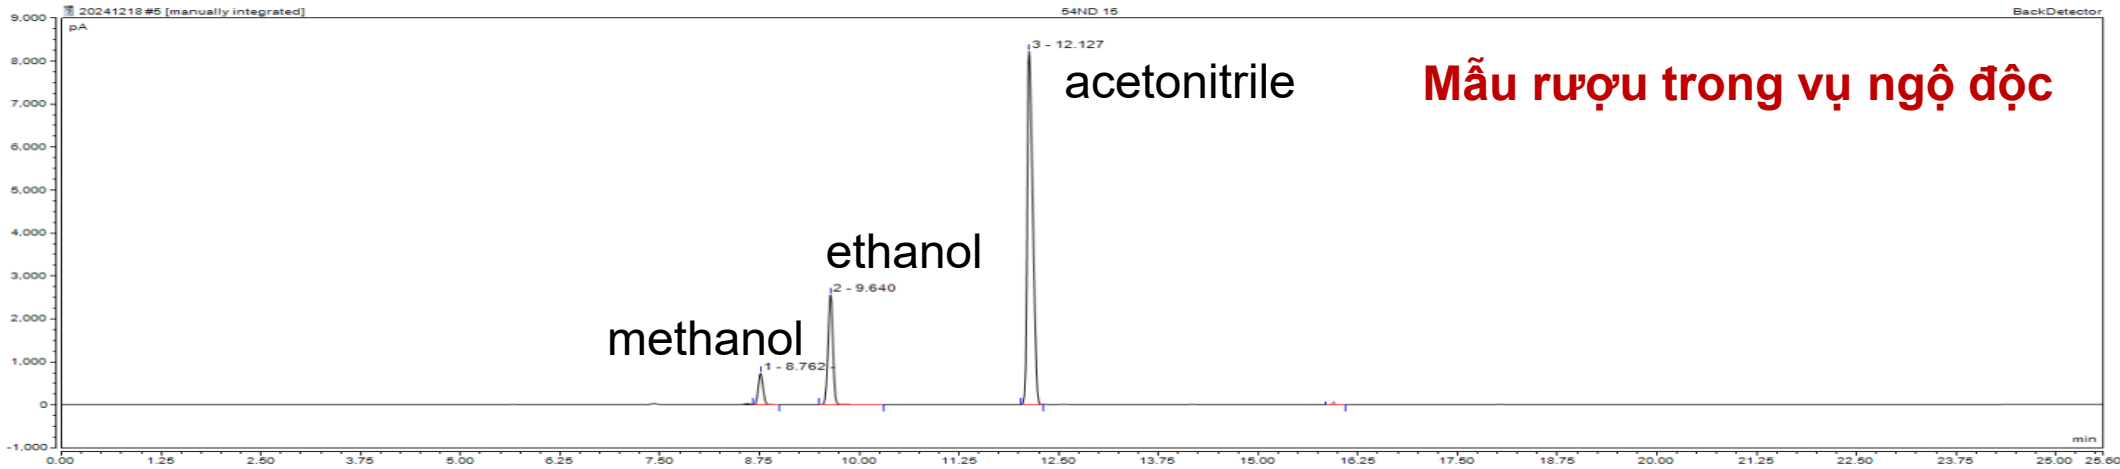 20241218 #5 [manually integrated] 54ND 15 BackDetector
9,000
pA
8,000
7,000
6,000
5,000
4,000
3,000
2,000
1,000
0
-1,000
3 - 12.127
acetonitrile
Mẫu rượu trong vụ ngộ độc
ethanol
2 - 9.640
methanol
1 - 8.762
min
0.00 1.25 2.50 3.75 5.00 6.25 7.50 8.75 10.00 11.25 12.50 13.75 15.00 16.25 17.50 18.75 20.00 21.25 22.50 23.75 25.00 25.60